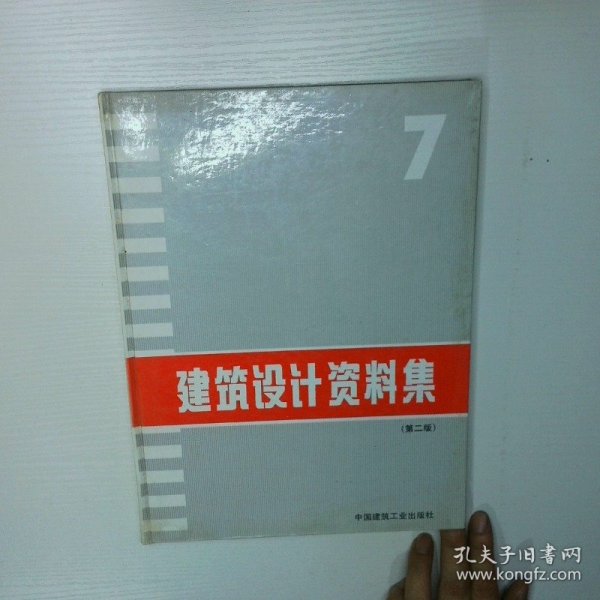 7
建筑设计资料集
(第二版)
中国建筑工业出版社
孔夫子旧书网
www.kongfz.com